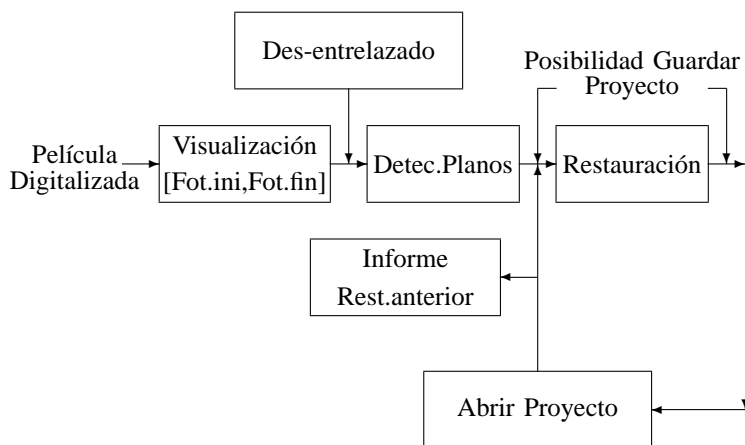 Des-entrelazado
Posibilidad Guardar
Proyecto
Película
Digitalizada
Visualización
[Fot.ini,Fot.fin]
Detec.Planos
Restauración
Informe
Rest.anterior
Abrir Proyecto